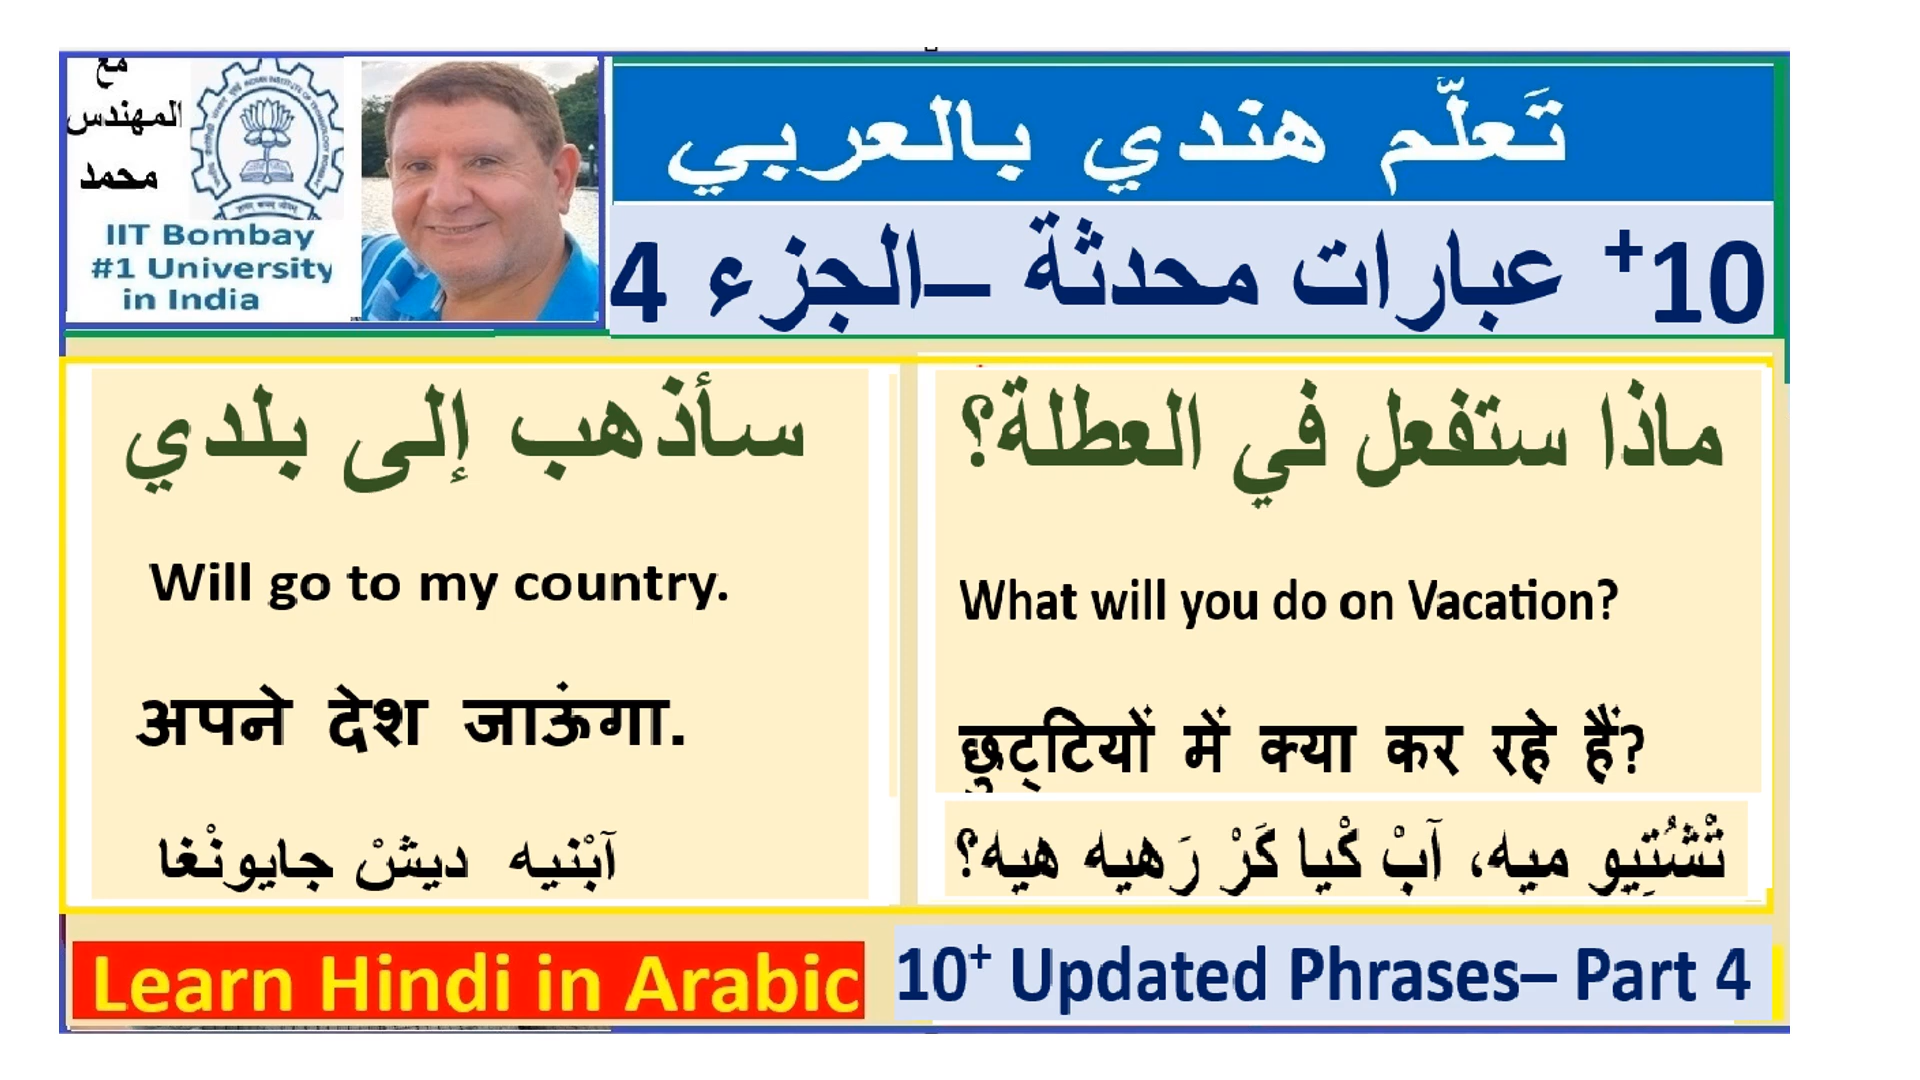 مع
المهندس
محمد
IIT Bombay
#1 University
in India
تَعلّم هندي بالعربي
10+ عبارات محدثة –الجزء 4
ماذا ستفعل في العطلة؟
What will you do on Vacation?
छुट्टियों में क्या कर रहे हैं?
تْشُتِيو ميه، آبْ كْيا كَرْ رَهيه هيه؟
سأذهب إلى بلدي
Will go to my country.
अपने देश जाऊंगा.
آبْنيه ديشْ جايونْغا
Learn Hindi in Arabic
10+ Updated Phrases– Part 4